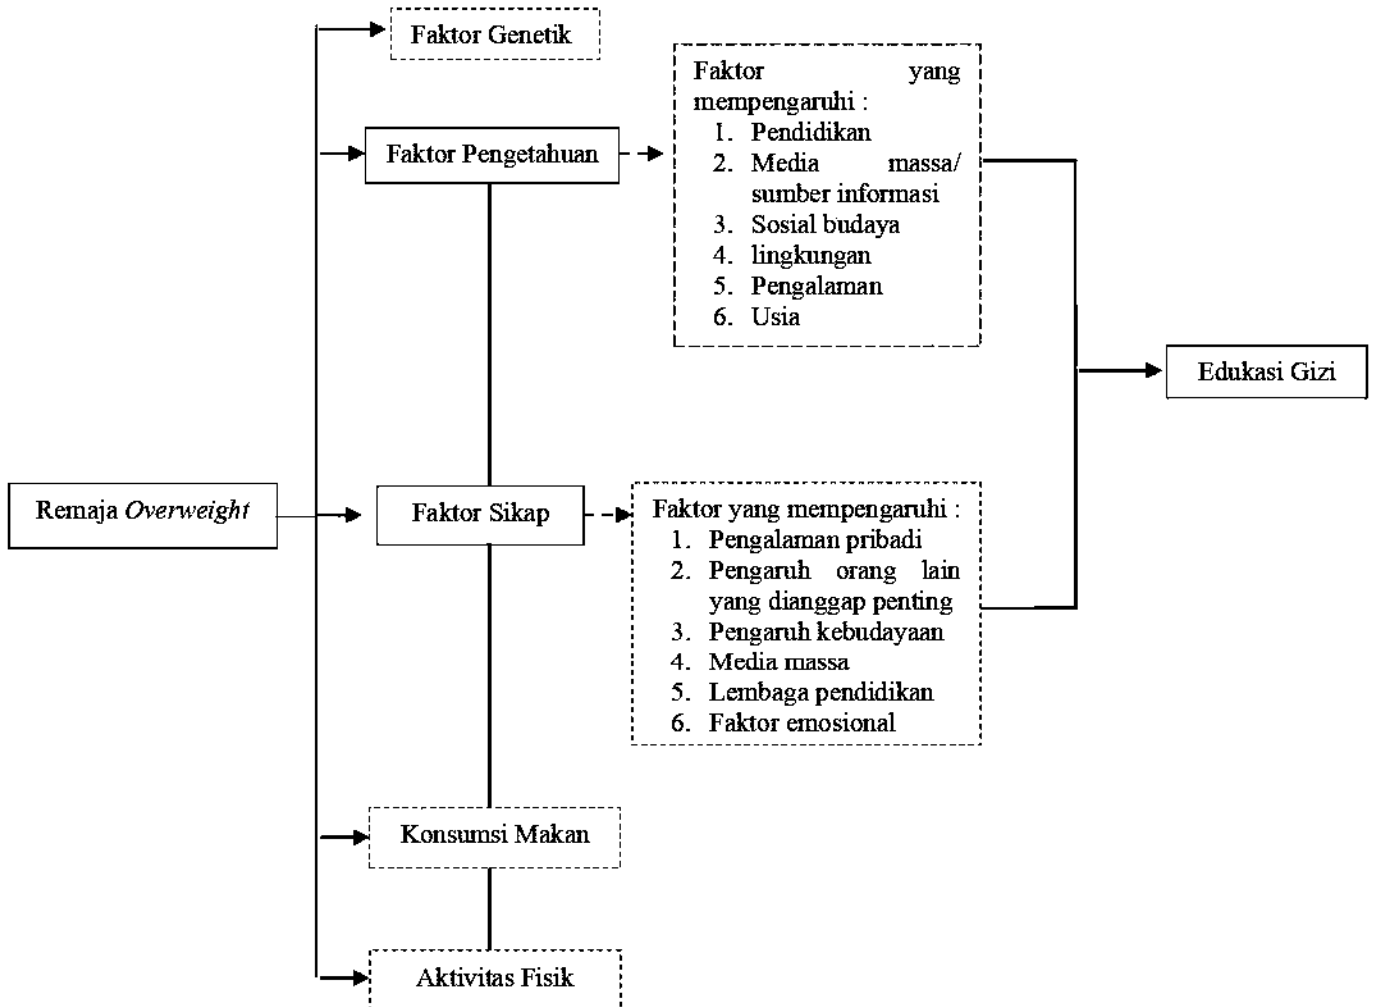 Faktor Genetik
Faktor Pengetahuan
Faktor yang
mempengaruhi :
1. Pendidikan
2. Media massa/
sumber informasi
3. Sosial budaya
4. lingkungan
5. Pengalaman
6. Usia
Edukasi Gizi
Remaja Overweight
Faktor Sikap
Faktor yang mempengaruhi :
1. Pengalaman pribadi
2. Pengaruh orang lain
yang dianggap penting
3. Pengaruh kebudayaan
4. Media massa
5. Lembaga pendidikan
6. Faktor emosional
Konsumsi Makan
Aktivitas Fisik